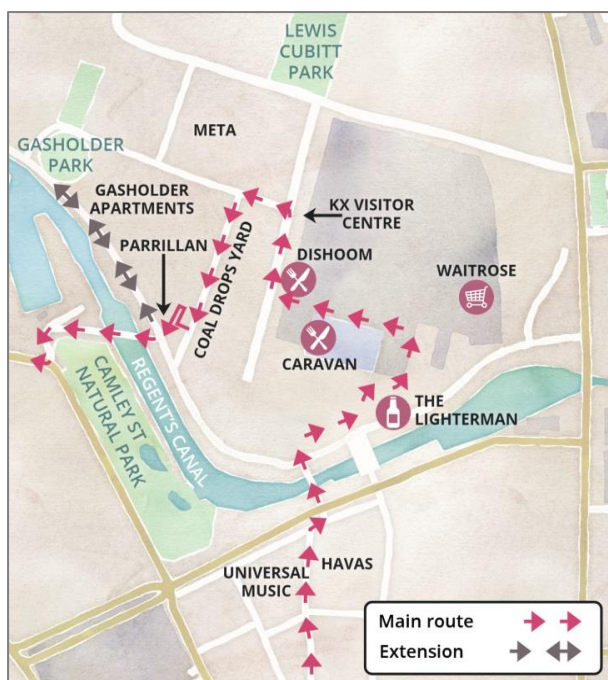 LEWIS
CUBITT
PARK
META
GASHOLDER
PARK
GASHOLDER
APARTMENTS
KX VISITOR
CENTRE
PARRILLAN
COAL DROPS YARD
DISHOOM
WAITROSE
CARAVAN
CAMLEY ST
NATURAL PARK
REGENT'S CANAL
THE
LIGHTERMAN
UNIVERSAL
MUSIC
HAVAS
Main route
Extension